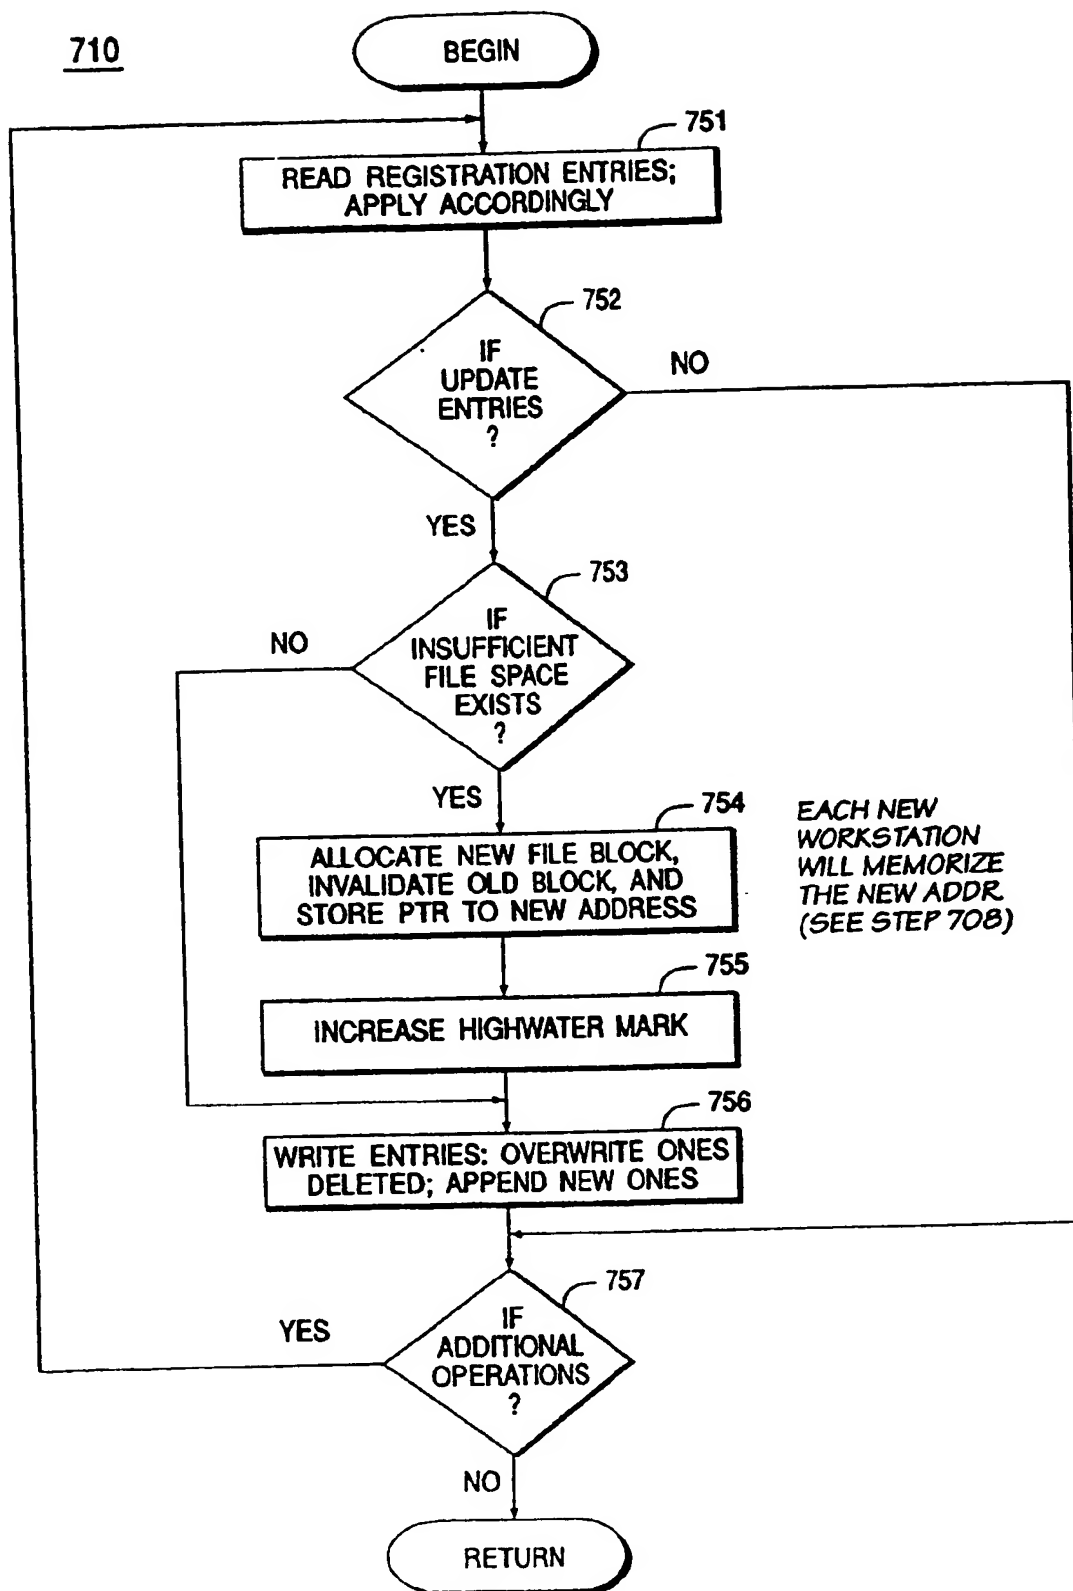 710
BEGIN
751
READ REGISTRATION ENTRIES;
APPLY ACCORDINGLY
752
IF
UPDATE
ENTRIES
?
NO
YES
753
IF
INSUFFICIENT
FILE SPACE
EXISTS
?
NO
YES
754
ALLOCATE NEW FILE BLOCK,
INVALIDATE OLD BLOCK, AND
STORE PTR TO NEW ADDRESS
EACH NEW
WORKSTATION
WILL MEMORIZE
THE NEW ADDR.
(SEE STEP 708)
755
INCREASE HIGHWATER MARK
756
WRITE ENTRIES: OVERWRITE ONES
DELETED; APPEND NEW ONES
757
IF
ADDITIONAL
OPERATIONS
?
YES
NO
RETURN